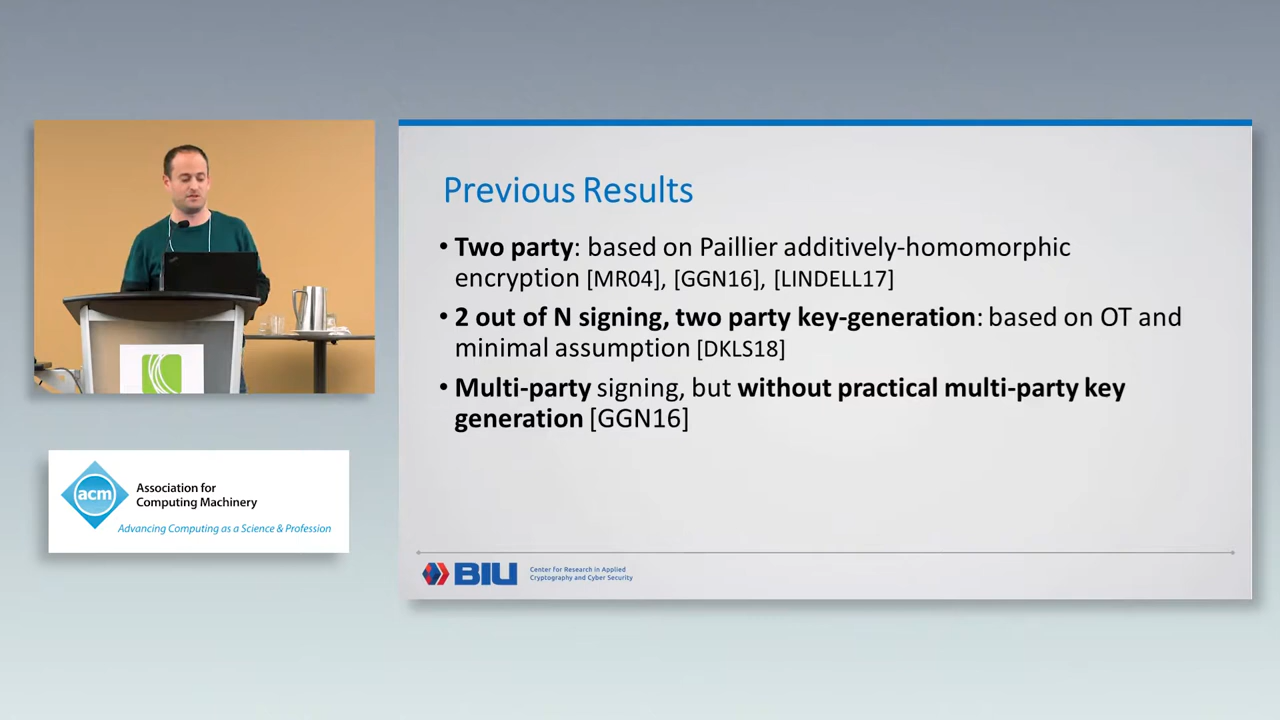 Previous Results
• Two party: based on Paillier additively-homomorphic
encryption [MR04], [GGN16], [LINDELL17]
• 2 out of N signing, two party key-generation: based on OT and
minimal assumption [DKLS18]
• Multi-party signing, but without practical multi-party key
generation [GGN16]
acm
Association for
Computing Machinery
Advancing Computing as a Science & Profession
BIU
Center for Research in Applied
Cryptography and Cyber Security